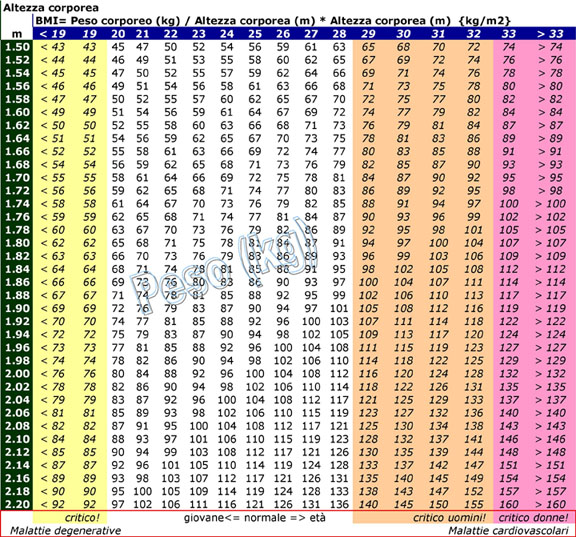 Altezza corporea
BMI= Peso corporeo (kg) / Altezza corporea (m) * Altezza corporea (m) {kg/m2}
m < 19 19 20 21 22 23 24 25 26 27 28 29 30 31 32 33 > 33
1.50 < 43 43 45 47 50 52 54 56 59 61 63 65 68 70 72 74 > 74
1.52 < 44 44 46 49 51 53 55 58 60 62 65 67 69 72 74 76 > 76
1.54 < 45 45 47 50 52 55 57 59 62 64 66 69 71 74 76 78 > 78
1.56 < 46 46 49 51 54 56 58 61 63 66 68 71 73 75 78 80 > 80
1.58 < 47 47 50 52 55 57 60 62 65 67 70 72 75 77 80 82 > 82
1.60 < 49 49 51 54 56 59 61 64 67 69 72 74 77 79 82 84 > 84
1.62 < 50 50 52 55 58 60 63 66 68 71 73 76 79 81 84 87 > 87
1.64 < 51 51 54 56 59 62 65 67 70 73 75 78 81 83 86 89 > 89
1.66 < 52 52 55 58 61 63 66 69 72 74 77 80 83 85 88 91 > 91
1.68 < 54 54 56 59 62 65 68 71 73 76 79 82 85 87 90 93 > 93
1.70 < 55 55 58 61 64 66 69 72 75 78 81 84 87 90 92 95 > 95
1.72 < 56 56 59 62 65 68 71 74 77 80 83 86 89 92 95 98 > 98
1.74 < 58 58 61 64 67 70 73 76 79 82 85 88 91 94 97 100 > 100
1.76 < 59 59 62 65 68 71 74 77 81 84 87 90 93 96 99 102 > 102
1.78 < 60 60 63 67 70 73 76 79 82 86 89 92 95 98 101 105 > 105
1.80 < 62 62 65 68 71 75 78 81 84 87 91 94 97 100 104 107 > 107
1.82 < 63 63 66 70 73 76 79 83 86 89 93 96 99 103 106 109 > 109
1.84 < 64 64 68 71 74 78 81 85 88 91 95 98 102 105 108 112 > 112
1.86 < 66 66 69 73 76 80 83 86 90 93 97 100 104 107 111 114 > 114
1.88 < 67 67 71 74 78 81 85 88 92 95 99 102 106 110 113 117 > 117
1.90 < 69 69 72 76 79 83 87 90 94 97 101 105 108 112 116 119 > 119
1.92 < 70 70 74 77 81 85 88 92 96 100 103 107 111 114 118 122 > 122
1.94 < 72 72 75 79 83 87 90 94 98 102 105 109 113 117 120 124 > 124
1.96 < 73 73 77 81 85 88 92 96 100 104 108 111 115 119 123 127 > 127
1.98 < 74 74 78 82 86 90 94 98 102 106 110 114 118 122 125 129 > 129
2.00 < 76 76 80 84 88 92 96 100 104 108 112 116 120 124 128 132 > 132
2.02 < 78 78 82 86 90 94 98 102 106 110 114 118 122 126 131 135 > 135
2.04 < 79 79 83 87 92 96 100 104 108 112 117 121 125 129 133 137 > 137
2.06 < 81 81 85 89 93 98 102 106 110 115 119 123 127 132 136 140 > 140
2.08 < 82 82 87 91 95 100 104 108 112 117 121 125 130 134 138 143 > 143
2.10 < 84 84 88 93 97 101 106 110 115 119 123 128 132 137 141 146 > 146
2.12 < 85 85 90 94 99 103 108 112 117 121 126 130 135 139 144 148 > 148
2.14 < 87 87 92 96 101 105 110 114 119 124 128 133 137 142 147 151 > 151
2.16 < 89 89 93 98 103 107 112 117 121 126 131 135 140 145 149 154 > 154
2.18 < 90 90 95 100 105 109 114 119 124 128 133 138 143 147 152 157 > 157
2.20 < 92 92 97 102 106 111 116 121 126 131 136 140 145 150 155 160 > 160
Peso (kg)
critico! giovane<= normale => età critico uomini! critico donne!
Malattie degenerative Malattie cardiovascolari